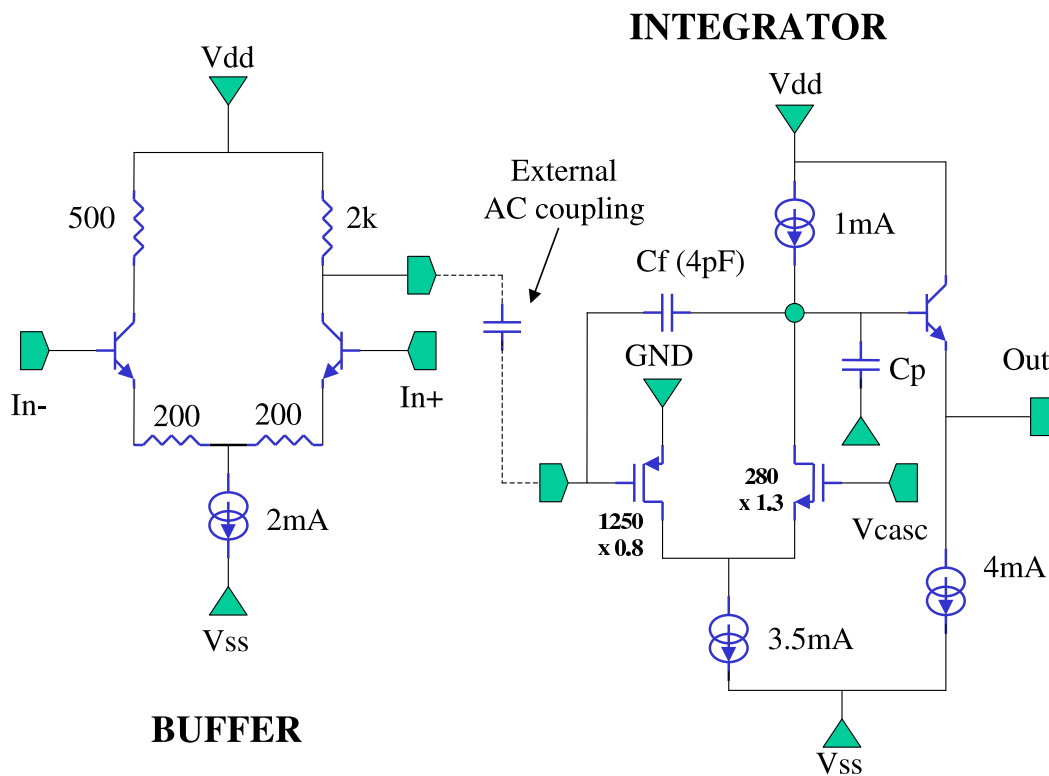 INTEGRATOR
Vdd
Vdd
External
AC coupling
500
2k
1mA
Cf (4pF)
GND
Cp
Out
In-
In+
200
200
280
x 1.3
1250
x 0.8
Vcasc
2mA
4mA
3.5mA
Vss
BUFFER
Vss